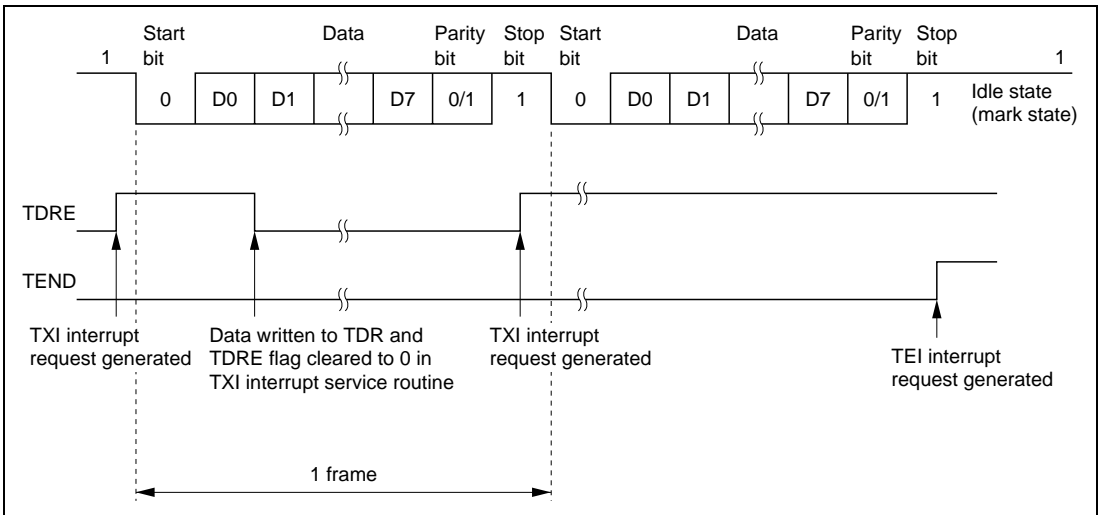 1
Start bit
Data
Parity bit
Stop bit
Start bit
Data
Parity bit
Stop bit
1
0
D0
D1
D7
0/1
1
0
D0
D1
D7
0/1
1
Idle state
(mark state)
TDRE
TEND
TXI interrupt
request generated
Data written to TDR and
TDRE flag cleared to 0 in
TXI interrupt service routine
TXI interrupt
request generated
TEI interrupt
request generated
1 frame